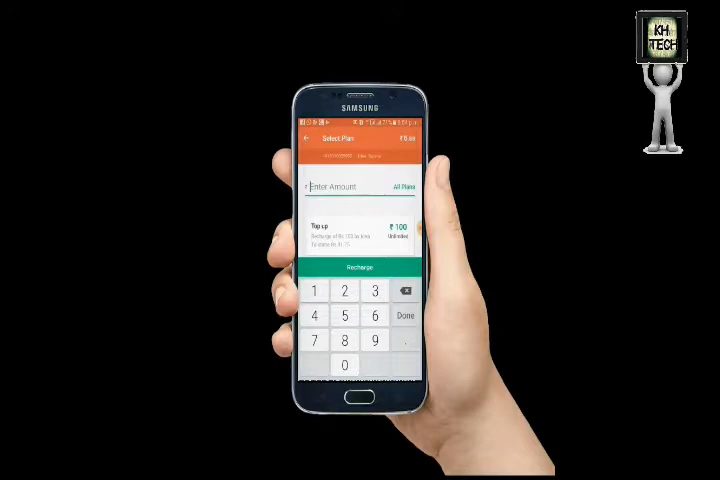 KH
TECH
SAMSUNG
Select Plan
Enter Amount
All Plans
Top up
₹ 100
Unlimited
Recharge
1 2 3
4 5 6 Done
7 8 9 .
0